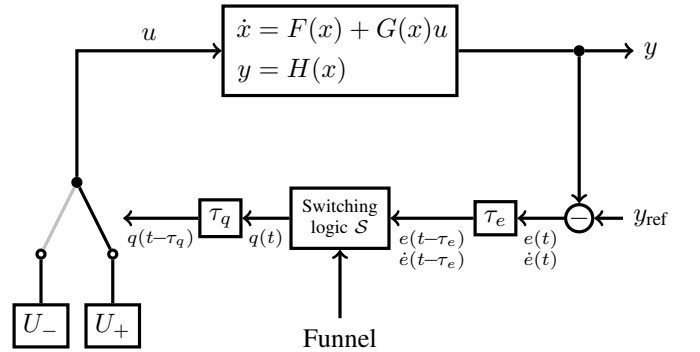 u
ẋ = F(x) + G(x)u
y = H(x)
y
Switching
logic 𝒮
τ_q
τ_e
−
y_ref
q(t−τ_q)
q(t)
e(t−τ_e)
ė(t−τ_e)
e(t)
ė(t)
U_−
U_+
Funnel